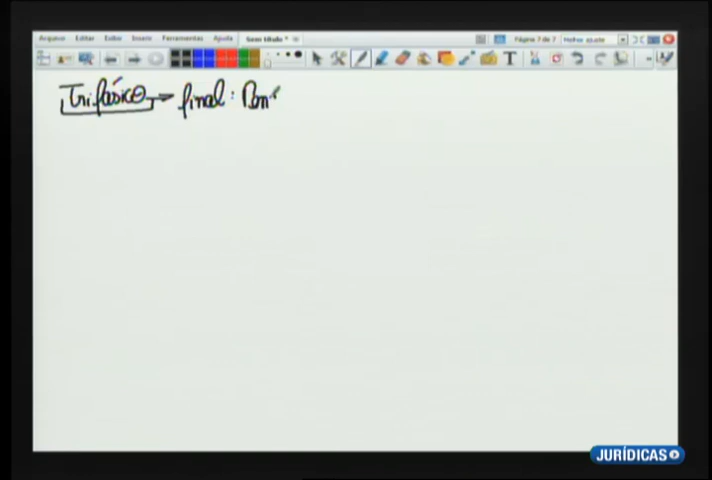 Arquivo Editar Exibir Inserir Ferramentas Ajuda Sem título * Página 7 de 7 Melhor ajuste
Trifásico → final:
JURÍDICAS